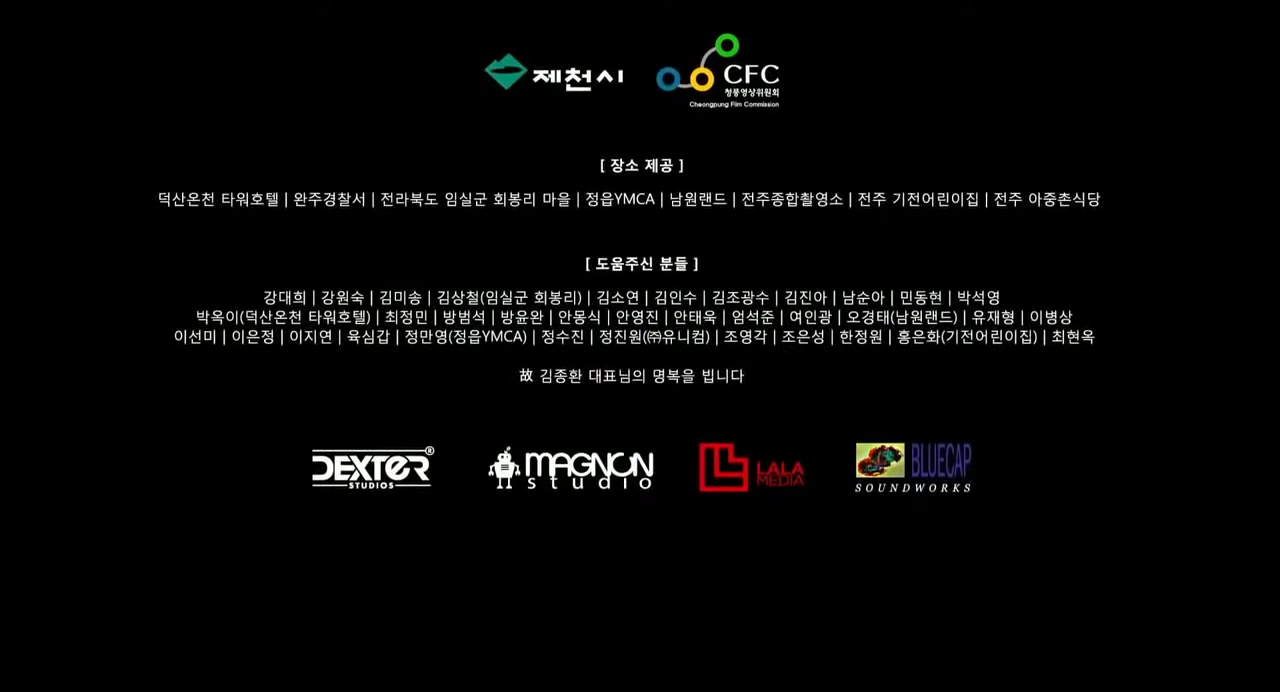 제천시
CFC
청풍영상위원회
Cheongpung Film Commission
[ 장소 제공 ]
덕산온천 타워호텔 | 완주경찰서 | 전라북도 임실군 회봉리 마을 | 정읍YMCA | 남원랜드 | 전주종합촬영소 | 전주 기전어린이집 | 전주 아중촌식당
[ 도움주신 분들 ]
강대희 | 강원숙 | 김미송 | 김상철(임실군 회봉리) | 김소연 | 김인수 | 김조광수 | 김진아 | 남순아 | 민동현 | 박석영
박옥이(덕산온천 타워호텔) | 최정민 | 방범석 | 방윤완 | 안몽식 | 안영진 | 안태욱 | 엄석준 | 여인광 | 오경태(남원랜드) | 유재형 | 이병상
이선미 | 이은정 | 이지연 | 육심갑 | 정만영(정읍YMCA) | 정수진 | 정진원(㈜유니컴) | 조영각 | 조은성 | 한정원 | 홍은화(기전어린이집) | 최현옥
故 김종환 대표님의 명복을 빕니다
DEXTER®
STUDIOS
MAGNON
studio
LALA
MEDIA
BLUECAP
SOUNDWORKS